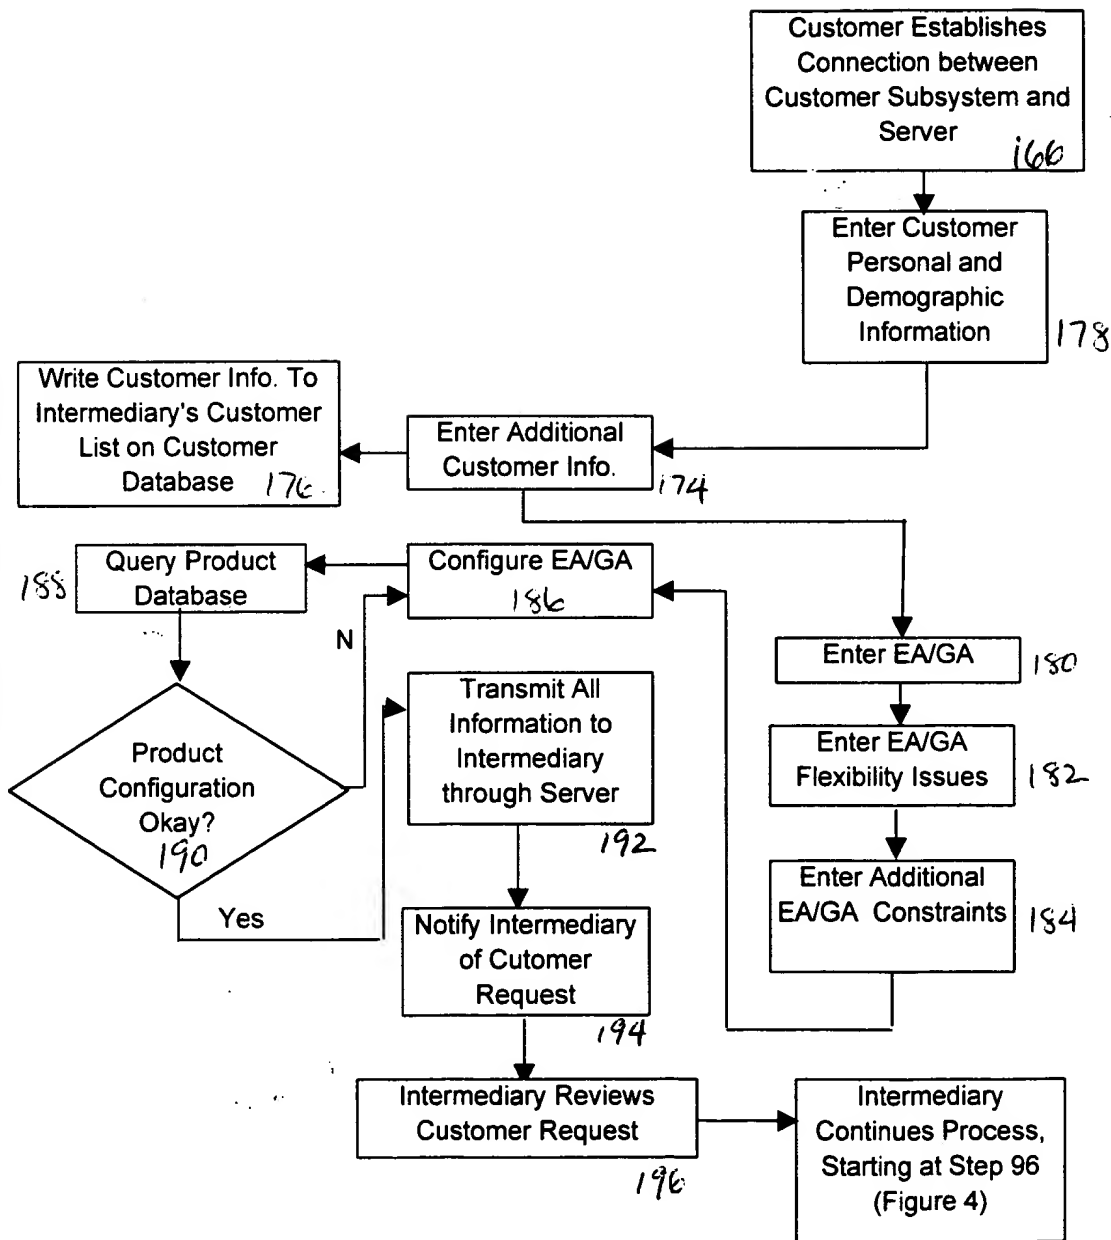 Customer Establishes
Connection between
Customer Subsystem and
Server
166
Enter Customer
Personal and
Demographic
Information
178
Write Customer Info. To
Intermediary's Customer
List on Customer
Database 176
Enter Additional
Customer Info.
174
188
Query Product
Database
Configure EA/GA
186
N
Enter EA/GA
180
Product
Configuration
Okay?
190
Yes
Transmit All
Information to
Intermediary
through Server
192
Enter EA/GA
Flexibility Issues
182
Enter Additional
EA/GA Constraints
184
Notify Intermediary
of Cutomer
Request
194
Intermediary Reviews
Customer Request
196
Intermediary
Continues Process,
Starting at Step 96
(Figure 4)